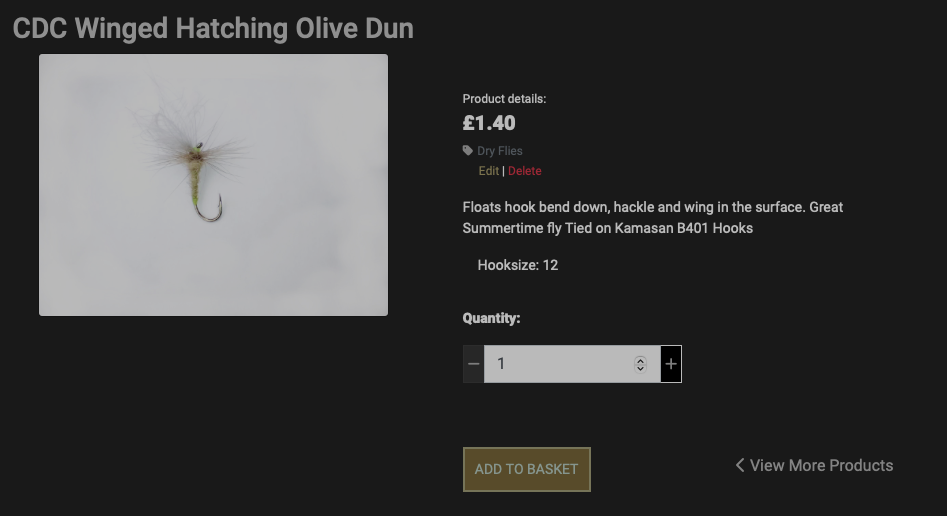 CDC Winged Hatching Olive Dun
Product details:
£1.40
Dry Flies
Edit | Delete
Floats hook bend down, hackle and wing in the surface. Great
Summertime fly Tied on Kamasan B401 Hooks
Hooksize: 12
Quantity:
1
ADD TO BASKET
View More Products